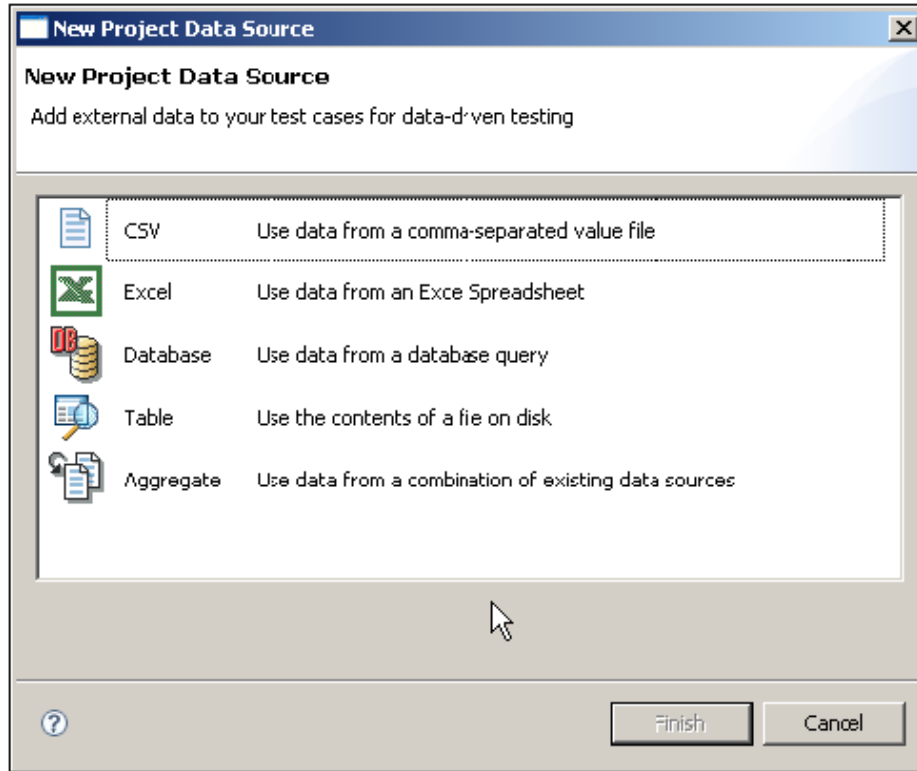 New Project Data Source
New Project Data Source
Add external data to your test cases for data-driven testing
CSV Use data from a comma-separated value file
Excel Use data from an Exce Spreadsheet
DB
Database Use data from a database query
Table Use the contents of a fie on disk
Aggregate Use data from a combination of existing data sources
? Finish Cancel